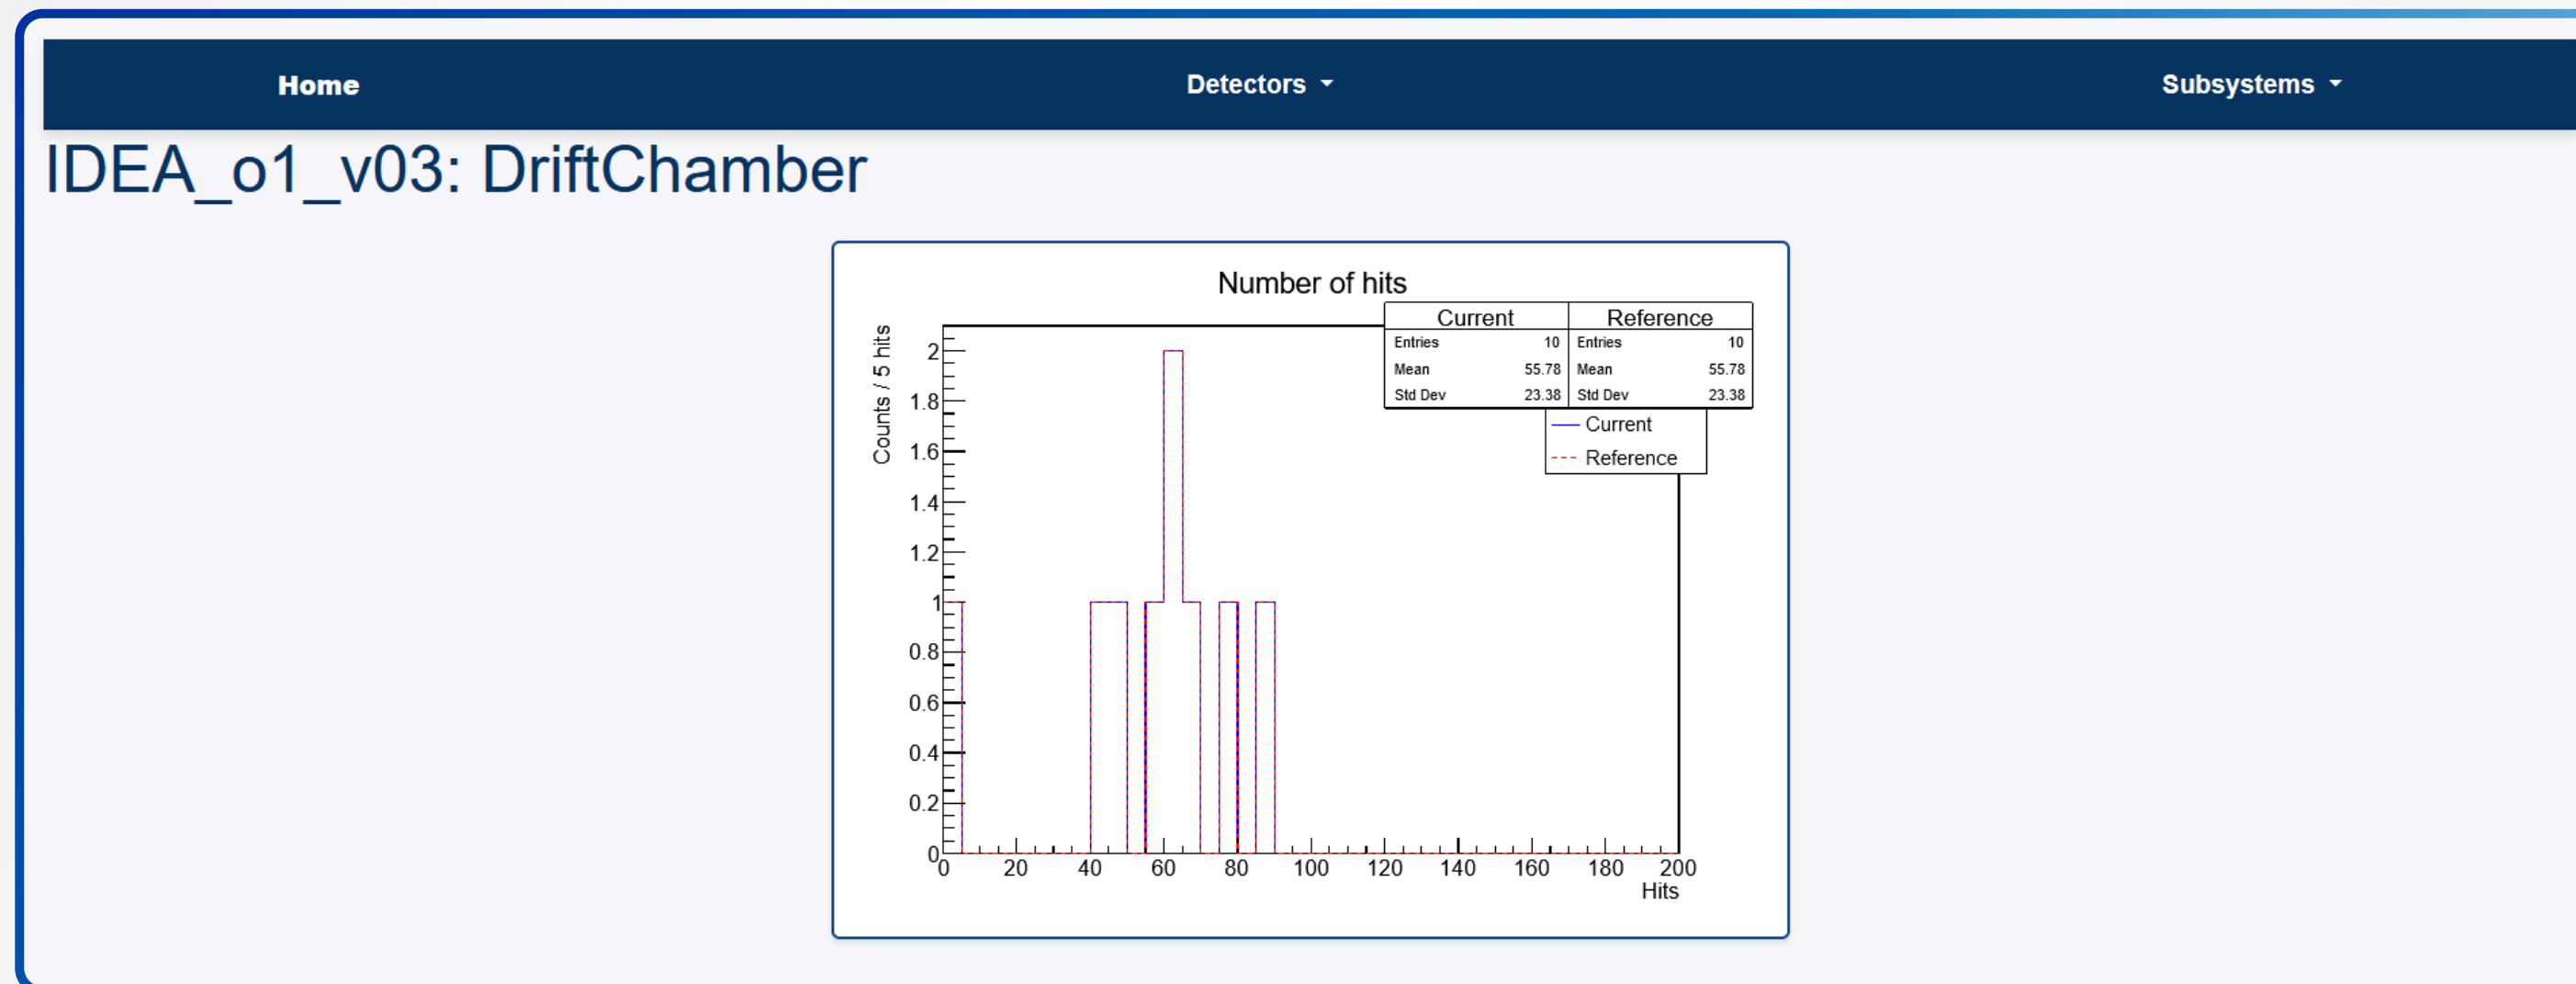 Home Detectors Subsystems
IDEA_o1_v03: DriftChamber
Number of hits
Current Reference
Entries 10 Entries 10
Mean 55.78 Mean 55.78
Std Dev 23.38 Std Dev 23.38
Current
Reference
Counts / 5 hits
2
1.8
1.6
1.4
1.2
1
0.8
0.6
0.4
0.2
0
0 20 40 60 80 100 120 140 160 180 200
Hits